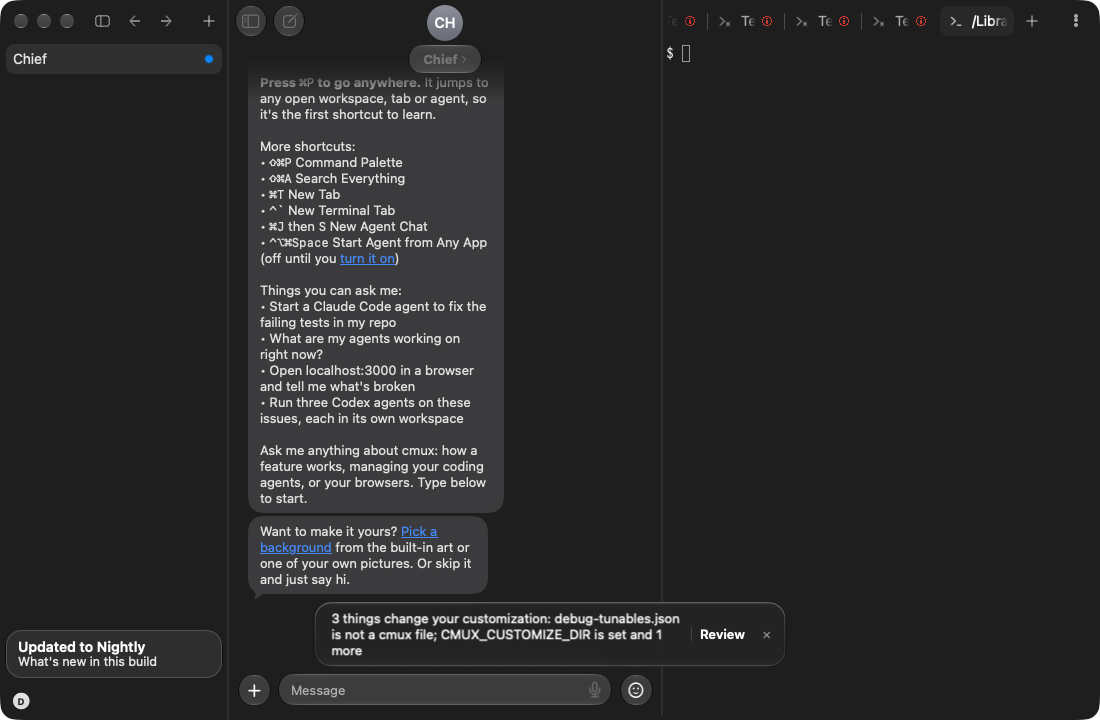 Chief
CH
Chief ›
Te
Te
Te
Te
/Libra
$
Press ⌘P to go anywhere. It jumps to
any open workspace, tab or agent, so
it's the first shortcut to learn.
More shortcuts:
• ⇧⌘P Command Palette
• ⇧⌘A Search Everything
• ⌘T New Tab
• ^` New Terminal Tab
• ⌘J then S New Agent Chat
• ^⌥⌘Space Start Agent from Any App
(off until you turn it on)
Things you can ask me:
• Start a Claude Code agent to fix the
failing tests in my repo
• What are my agents working on
right now?
• Open localhost:3000 in a browser
and tell me what's broken
• Run three Codex agents on these
issues, each in its own workspace
Ask me anything about cmux: how a
feature works, managing your coding
agents, or your browsers. Type below
to start.
Want to make it yours? Pick a
background from the built-in art or
one of your own pictures. Or skip it
and just say hi.
3 things change your customization: debug-tunables.json
is not a cmux file; CMUX_CUSTOMIZE_DIR is set and 1
more
Review
Updated to Nightly
What's new in this build
Message
D